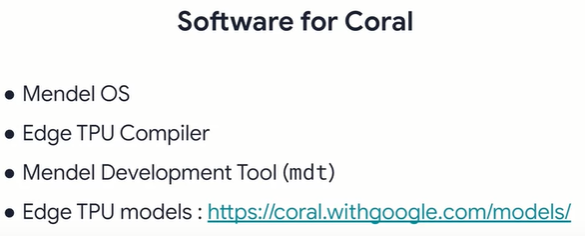 Software for Coral
● Mendel OS
● Edge TPU Compiler
● Mendel Development Tool (mdt)
● Edge TPU models : https://coral.withgoogle.com/models/